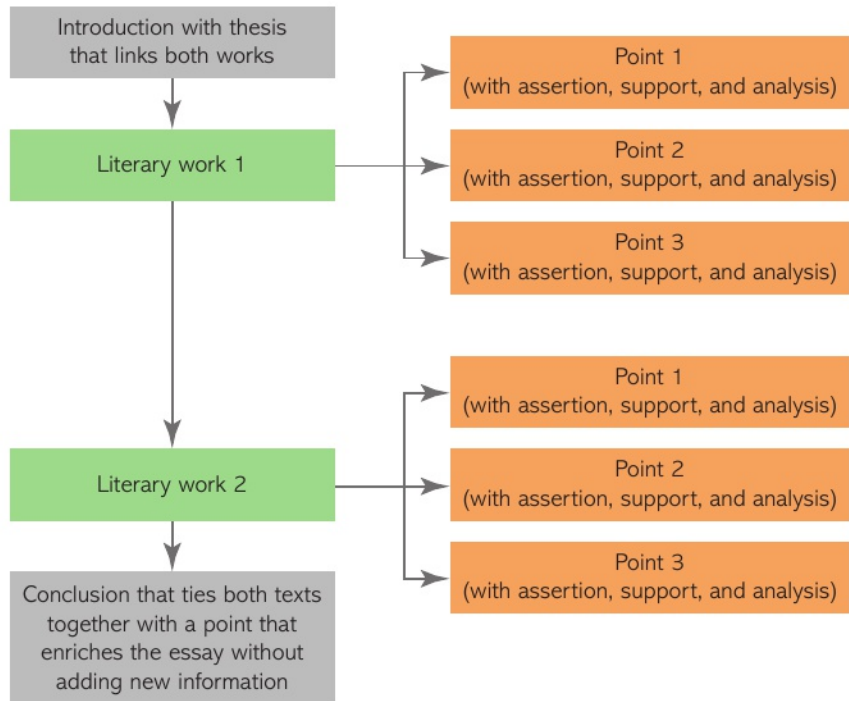 Introduction with thesis
that links both works
Literary work 1
Point 1
(with assertion, support, and analysis)
Point 2
(with assertion, support, and analysis)
Point 3
(with assertion, support, and analysis)
Literary work 2
Point 1
(with assertion, support, and analysis)
Point 2
(with assertion, support, and analysis)
Point 3
(with assertion, support, and analysis)
Conclusion that ties both texts
together with a point that
enriches the essay without
adding new information